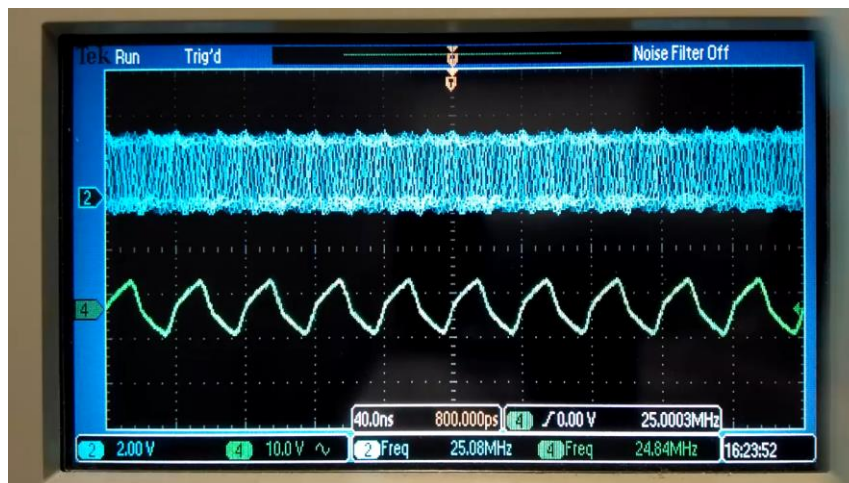 Tek Run Trig'd Noise Filter Off
T
T
2
4
40.0ns 800.000ps 4 0.00 V 25.0003MHz
2 2.00 V 4 10.0 V 2 Freq 25.08MHz 4 Freq 24.84MHz 16:23:52